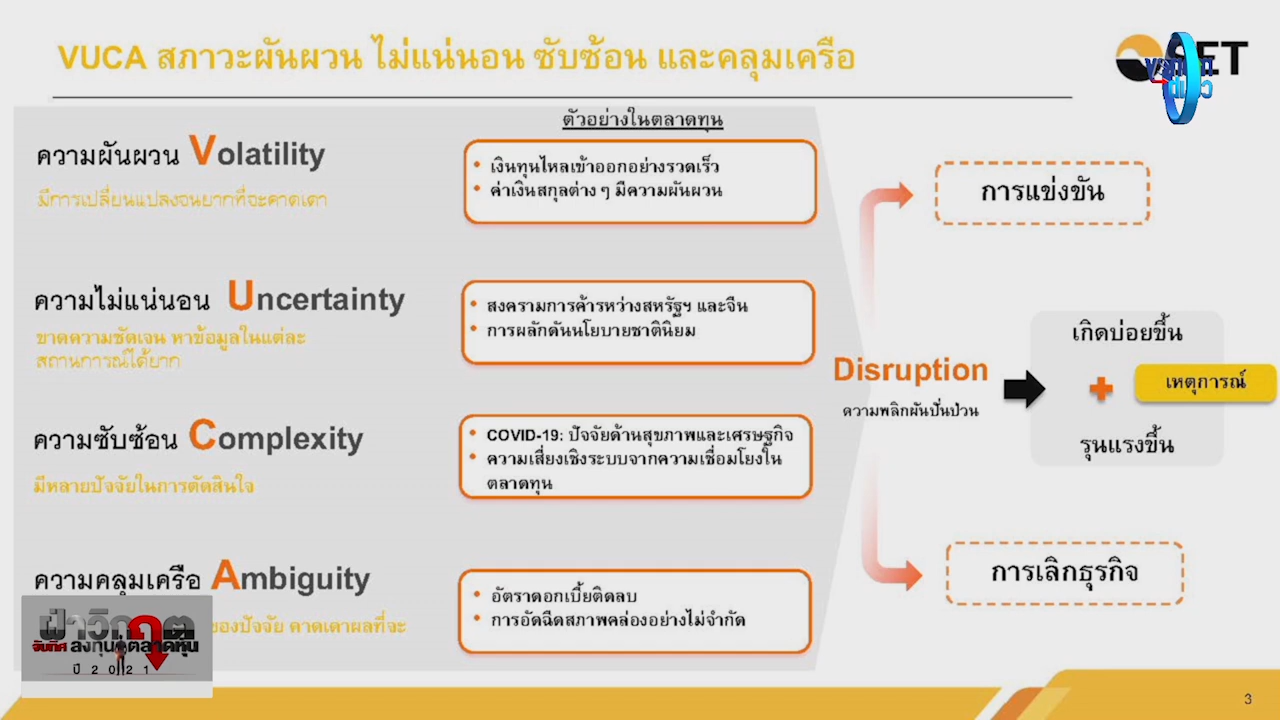 VUCA สภาวะผันผวน ไม่แน่นอน ซับซ้อน และคลุมเครือ
SET
ตัวอย่างในตลาดทุน
ความผันผวน Volatility
มีการเปลี่ยนแปลงจนยากที่จะคาดเดา
• เงินทุนไหลเข้าออกอย่างรวดเร็ว
• ค่าเงินสกุลต่าง ๆ มีความผันผวน
ความไม่แน่นอน Uncertainty
ขาดความชัดเจน หาข้อมูลในแต่ละ
สถานการณ์ได้ยาก
• สงครามการค้ารหว่างสหรัฐฯ และจีน
• การผลักดันนโยบายชาตินิยม
ความซับซ้อน Complexity
มีหลายปัจจัยในการตัดสินใจ
• COVID-19: ปัจจัยด้านสุขภาพและเศรษฐกิจ
• ความเสี่ยงเชิงระบบจากความเชื่อมโยงใน
ตลาดทุน
ความคลุมเครือ Ambiguity
ของปัจจัย คาดเดาผลที่จะ
• อัตราดอกเบี้ยติดลบ
• การอัดฉีดสภาพคล่องอย่างไม่จำกัด
การแข่งขัน
Disruption
ความพลิกผันปั่นป่วน
เกิดบ่อยขึ้น
เหตุการณ์
รุนแรงขึ้น
การเลิกธุรกิจ
ฝ่าวิกฤต
จับทิศ ลงทุน ตลาดหุ้น
ปี 2021
3